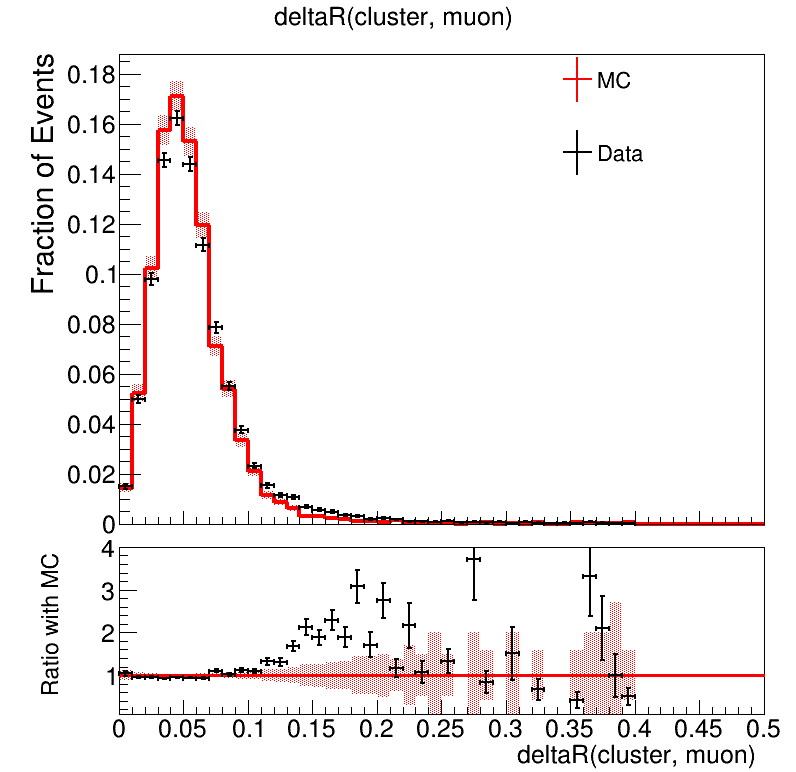 deltaR(cluster, muon)
Fraction of Events
0.18
0.16
0.14
0.12
0.1
0.08
0.06
0.04
0.02
0
MC
Data
Ratio with MC
4
3
2
1
0 0.05 0.1 0.15 0.2 0.25 0.3 0.35 0.4 0.45 0.5
deltaR(cluster, muon)